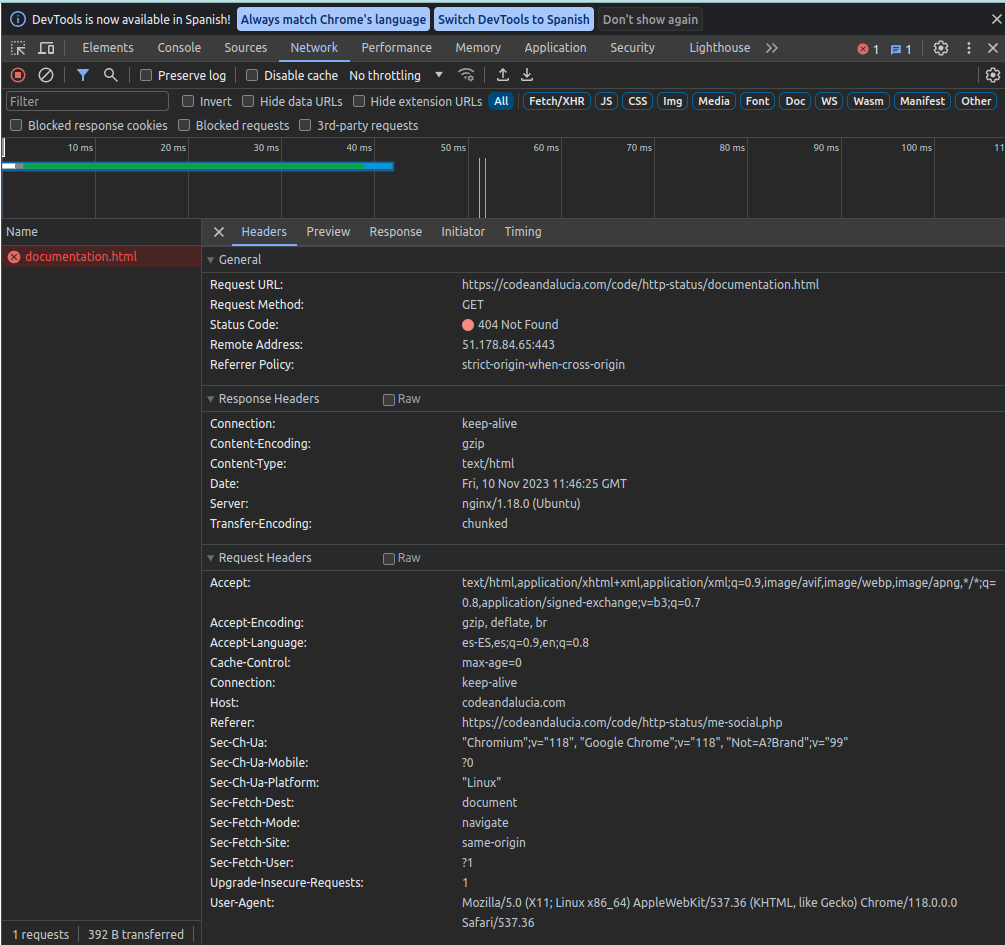 DevTools is now available in Spanish! Always match Chrome's language Switch DevTools to Spanish Don't show again
Elements Console Sources Network Performance Memory Application Security Lighthouse 1 1
Preserve log Disable cache No throttling
Filter Invert Hide data URLs Hide extension URLs All Fetch/XHR JS CSS Img Media Font Doc WS Wasm Manifest Other
Blocked response cookies Blocked requests 3rd-party requests
10 ms 20 ms 30 ms 40 ms 50 ms 60 ms 70 ms 80 ms 90 ms 100 ms 11
Name Headers Preview Response Initiator Timing
documentation.html
General
Request URL: https://codeandalucia.com/code/http-status/documentation.html
Request Method: GET
Status Code: 404 Not Found
Remote Address: 51.178.84.65:443
Referrer Policy: strict-origin-when-cross-origin
Response Headers Raw
Connection: keep-alive
Content-Encoding: gzip
Content-Type: text/html
Date: Fri, 10 Nov 2023 11:46:25 GMT
Server: nginx/1.18.0 (Ubuntu)
Transfer-Encoding: chunked
Request Headers Raw
Accept: text/html,application/xhtml+xml,application/xml;q=0.9,image/avif,image/webp,image/apng,*/*;q=
0.8,application/signed-exchange;v=b3;q=0.7
Accept-Encoding: gzip, deflate, br
Accept-Language: es-ES,es;q=0.9,en;q=0.8
Cache-Control: max-age=0
Connection: keep-alive
Host: codeandalucia.com
Referer: https://codeandalucia.com/code/http-status/me-social.php
Sec-Ch-Ua: "Chromium";v="118", "Google Chrome";v="118", "Not=A?Brand";v="99"
Sec-Ch-Ua-Mobile: ?0
Sec-Ch-Ua-Platform: "Linux"
Sec-Fetch-Dest: document
Sec-Fetch-Mode: navigate
Sec-Fetch-Site: same-origin
Sec-Fetch-User: ?1
Upgrade-Insecure-Requests: 1
User-Agent: Mozilla/5.0 (X11; Linux x86_64) AppleWebKit/537.36 (KHTML, like Gecko) Chrome/118.0.0.0
Safari/537.36
1 requests 392 B transferred